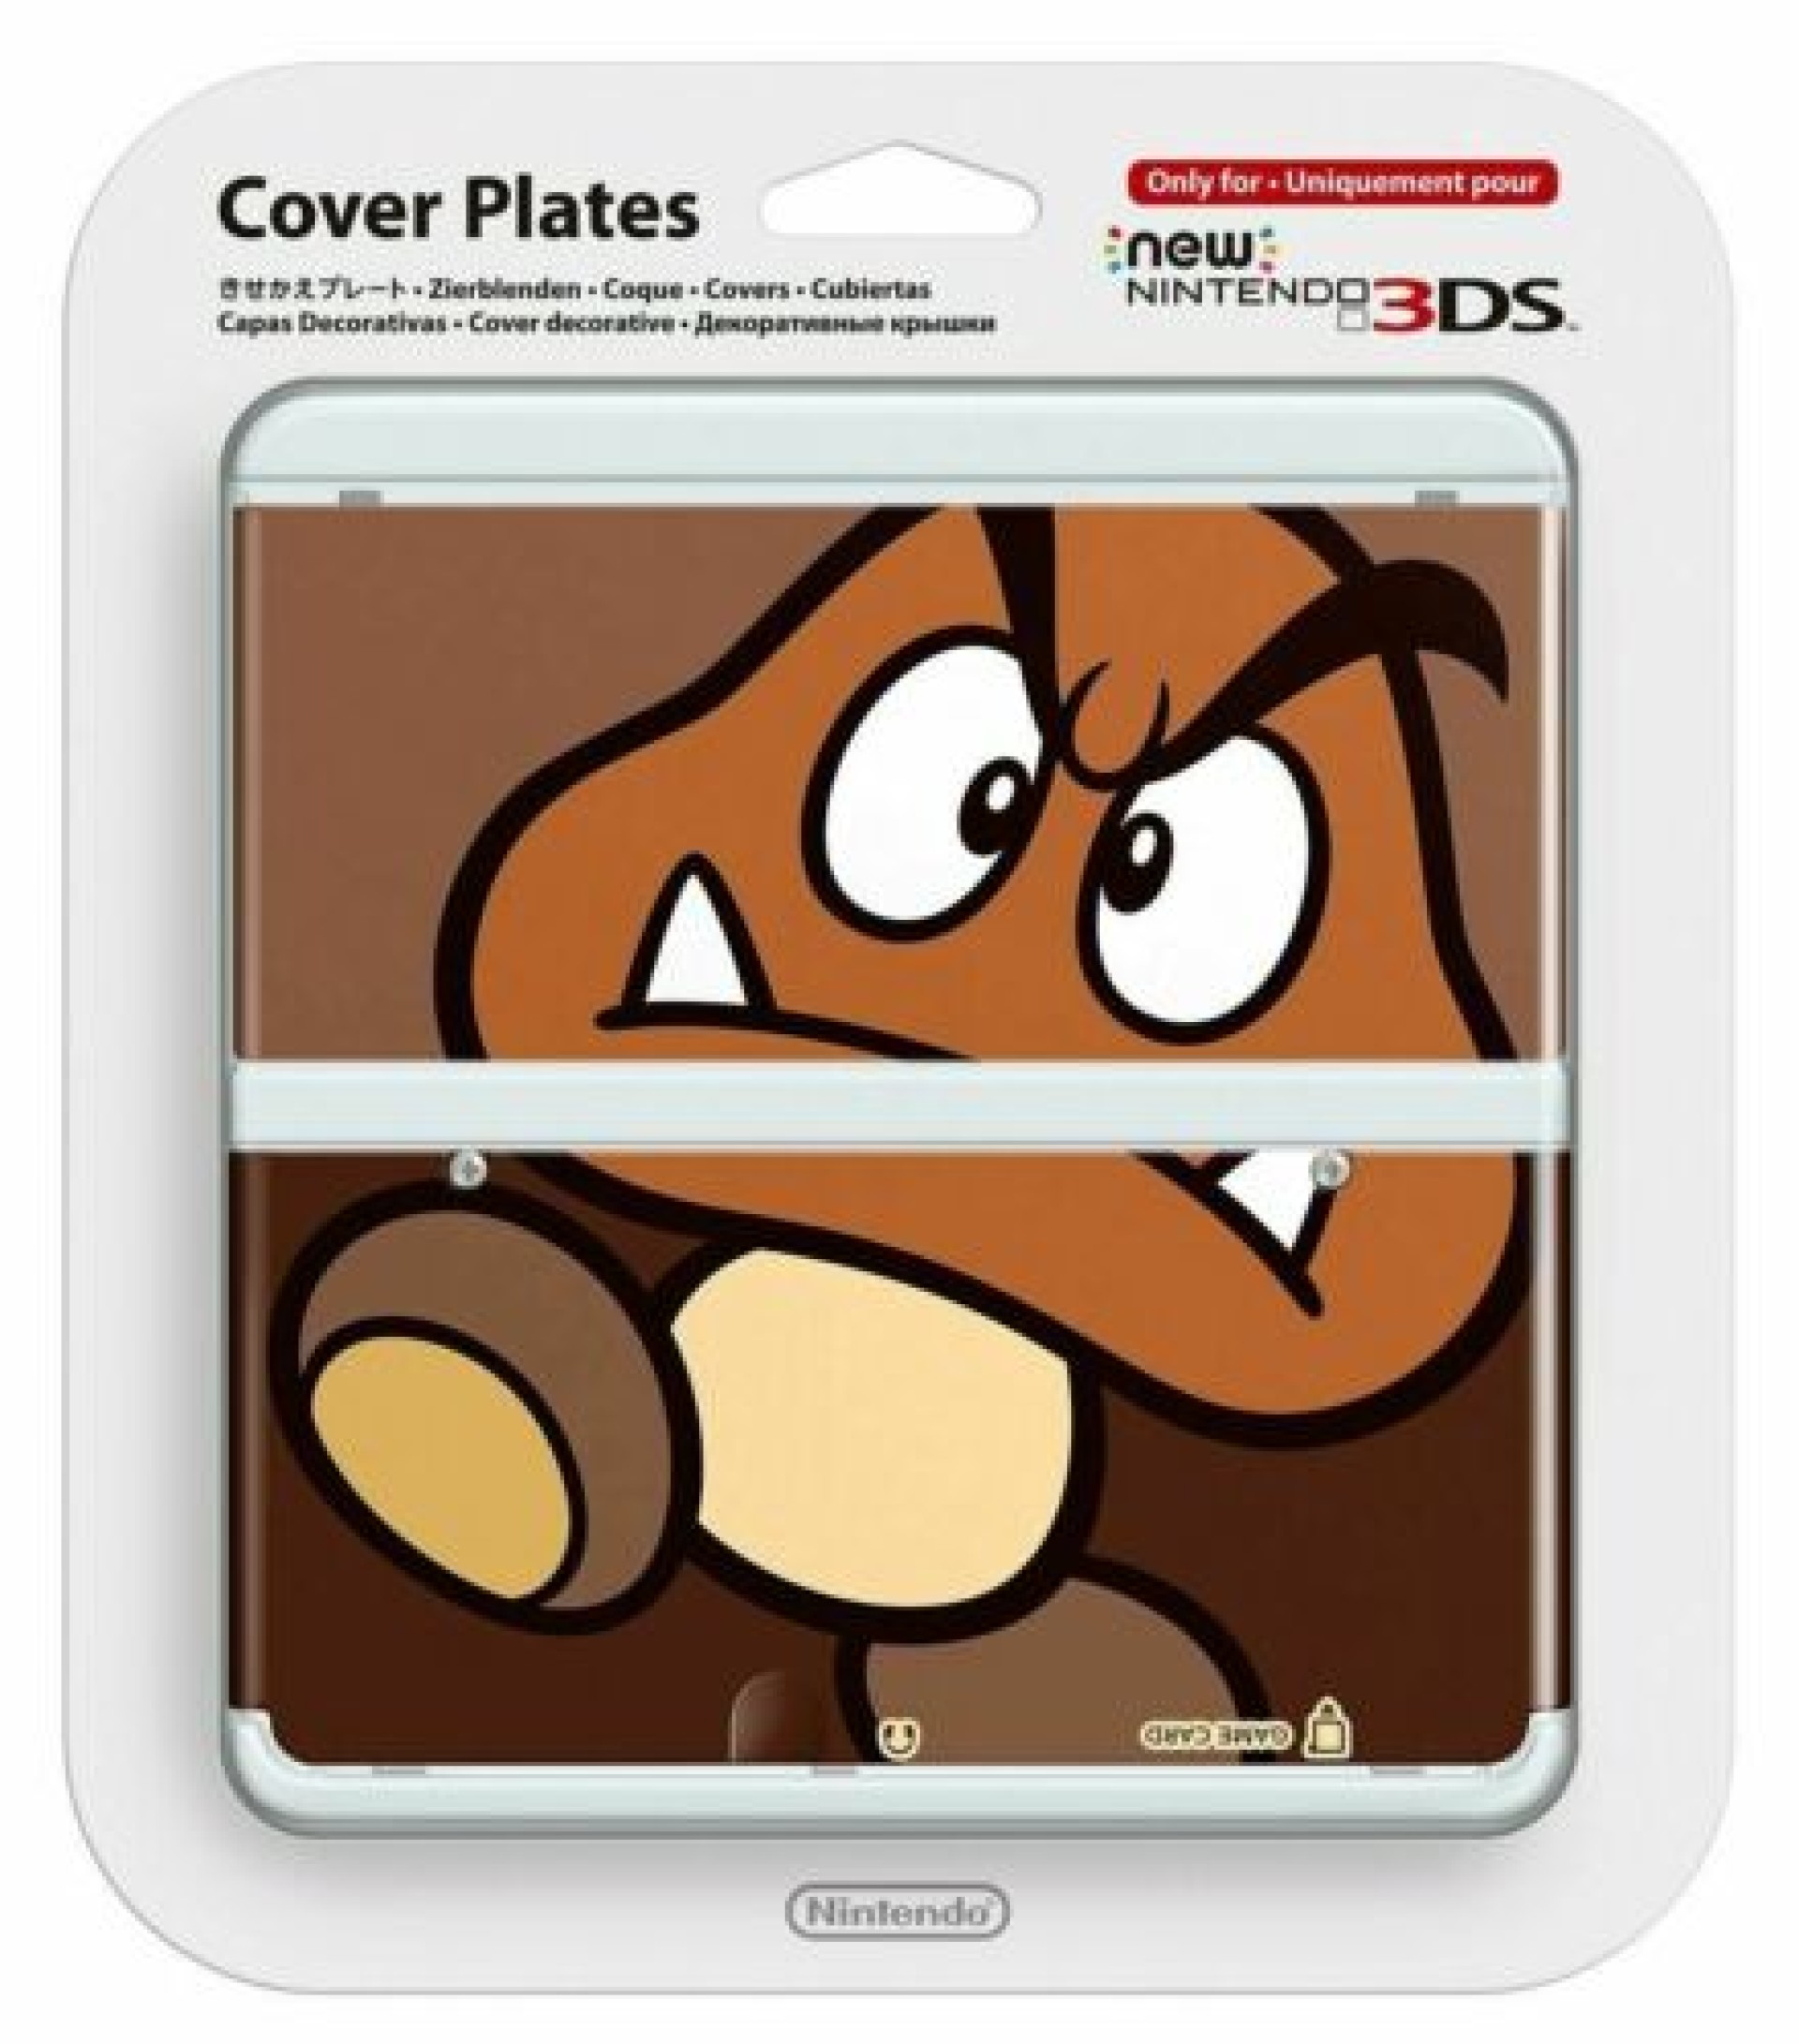 Cover Plates
きせかえプレート・Zierblenden・Coque・Covers・Cubiertas
Capas Decorativas・Cover decorative・Декоративные крышки
Only for・Uniquement pour
new
NINTENDO 3DS™
GAME CARD
Nintendo®